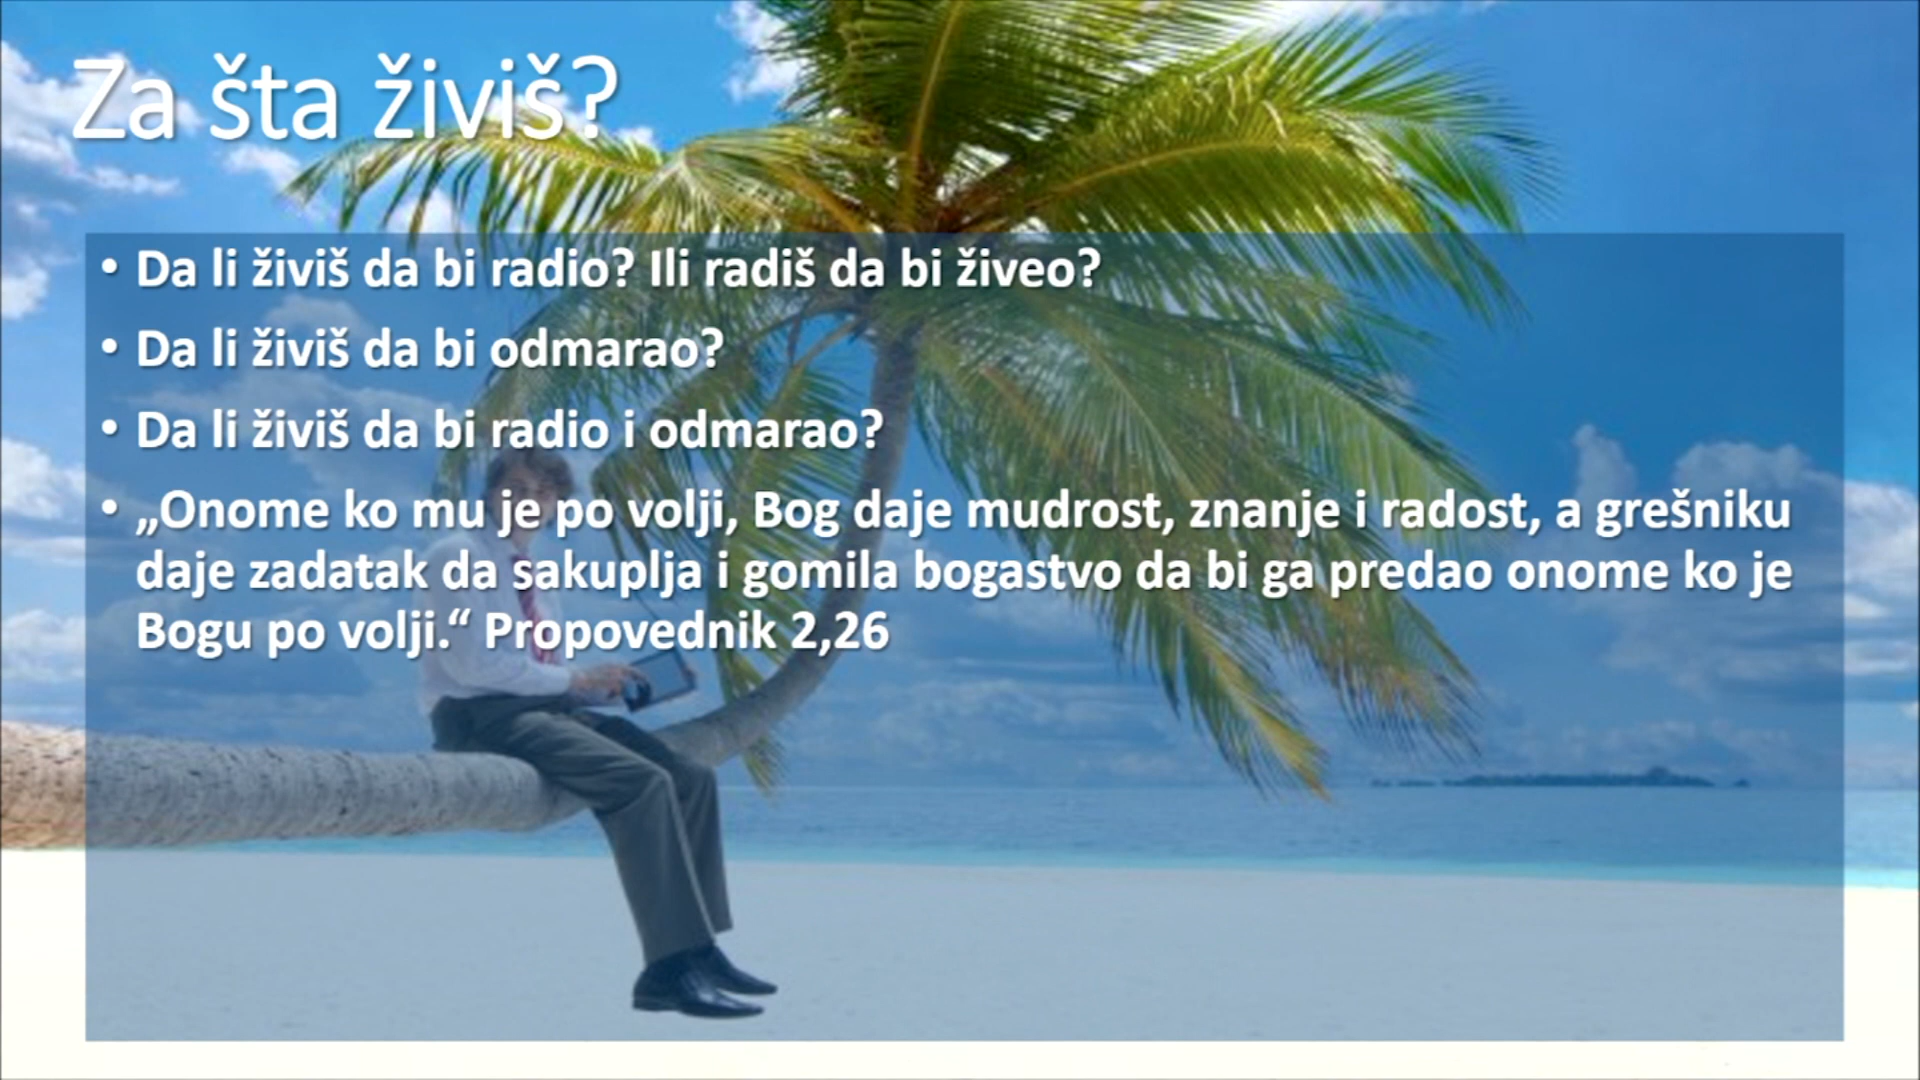 Za šta živiš?
• Da li živiš da bi radio? Ili radiš da bi živeo?
• Da li živiš da bi odmarao?
• Da li živiš da bi radio i odmarao?
• „Onome ko mu je po volji, Bog daje mudrost, znanje i radost, a grešniku
daje zadatak da sakuplja i gomila bogastvo da bi ga predao onome ko je
Bogu po volji.“ Propovednik 2,26